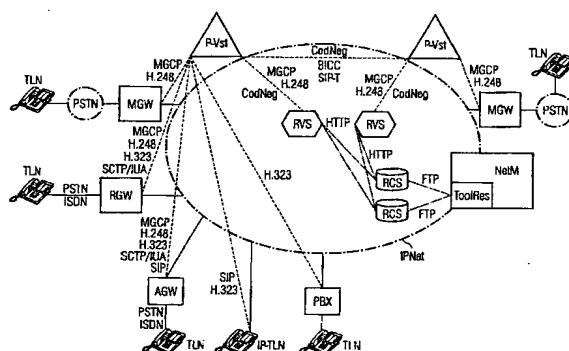 P-Vst
P-Vst
CodNeg
BICC
SIP-T
MGCP
H.248
CodNeg
MGCP
H.248
CodNeg
MGCP
H.248
MGCP
H.248
TLN
PSTN
MGW
TLN
MGW
PSTN
RVS
HTTP
RVS
HTTP
RCS
FTP
RCS
FTP
NetM
ToolRes
MGCP
H.248
H.323
SCTP/IUA
TLN
PSTN
ISDN
RGW
H.323
MGCP
H.248
H.323
SCTP/IUA
SIP
SIP
H.323
IPNet
AGW
PBX
PSTN
ISDN
TLN
IP-TLN
TLN